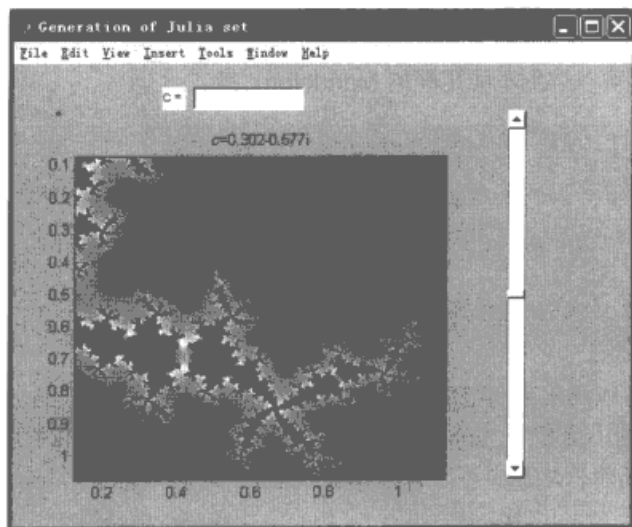 Generation of Julia set
File Edit View Insert Tools Window Help
c =
c=0.302-0.677i
0.1
0.2
0.3
0.4
0.5
0.6
0.7
0.8
0.9
1
0.2 0.4 0.6 0.8 1